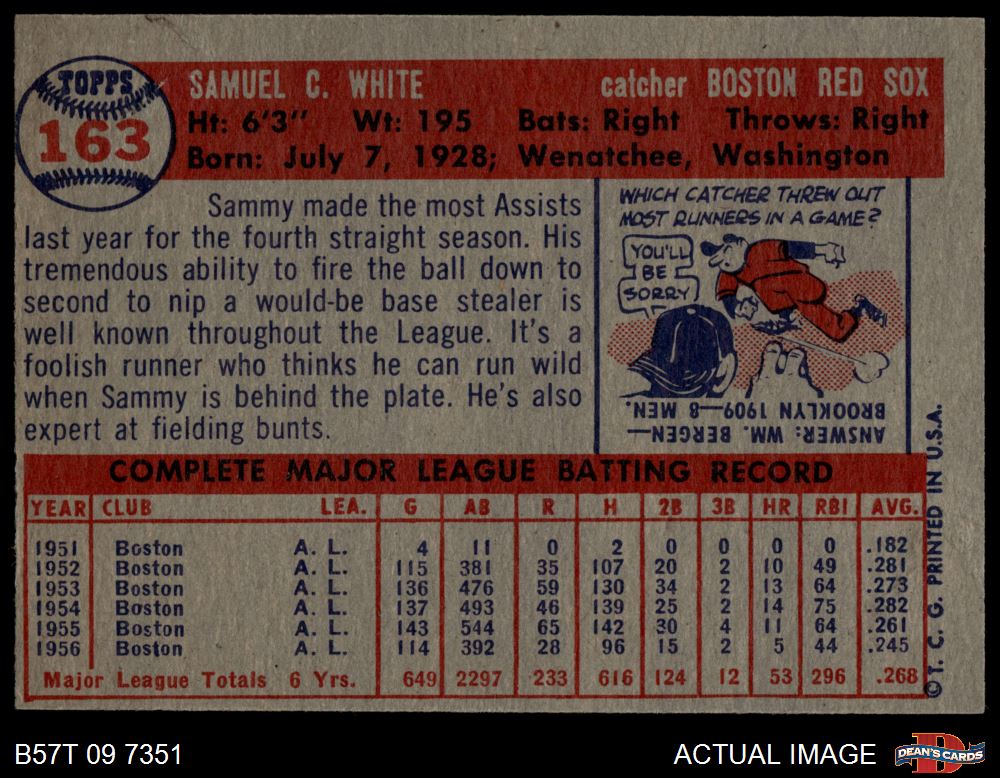 TOPPS
163
SAMUEL C. WHITE catcher BOSTON RED SOX
Ht: 6'3" Wt: 195 Bats: Right Throws: Right
Born: July 7, 1928; Wenatchee, Washington
Sammy made the most Assists
last year for the fourth straight season. His
tremendous ability to fire the ball down to
second to nip a would-be base stealer is
well known throughout the League. It's a
foolish runner who thinks he can run wild
when Sammy is behind the plate. He's also
expert at fielding bunts.
WHICH CATCHER THREW OUT
MOST RUNNERS IN A GAME?
YOU'LL
BE
SORRY
ANSWER: WM. BERGEN—
BROOKLYN 1909—8 MEN.
COMPLETE MAJOR LEAGUE BATTING RECORD
YEAR CLUB LEA. G AB R H 2B 3B HR RBI AVG.
1951 Boston A. L. 4 11 0 2 0 0 0 0 .182
1952 Boston A. L. 115 381 35 107 20 2 10 49 .281
1953 Boston A. L. 136 476 59 130 34 2 13 64 .273
1954 Boston A. L. 137 493 46 139 25 2 14 75 .282
1955 Boston A. L. 143 544 65 142 30 4 11 64 .261
1956 Boston A. L. 114 392 28 96 15 2 5 44 .245
Major League Totals 6 Yrs. 649 2297 233 616 124 12 53 296 .268
© T. C. G. PRINTED IN U.S.A.
B57T 09 7351 ACTUAL IMAGE
DEAN'S CARDS